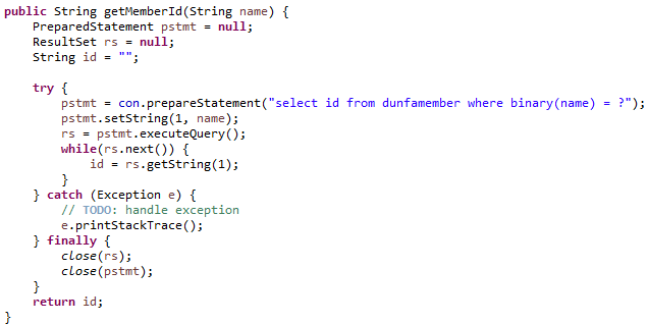 public String getMemberId(String name) {
    PreparedStatement pstmt = null;
    ResultSet rs = null;
    String id = "";

    try {
        pstmt = con.prepareStatement("select id from dunfamember where binary(name) = ?");
        pstmt.setString(1, name);
        rs = pstmt.executeQuery();
        while(rs.next()) {
            id = rs.getString(1);
        }
    } catch (Exception e) {
        // TODO: handle exception
        e.printStackTrace();
    } finally {
        close(rs);
        close(pstmt);
    }
    return id;
}